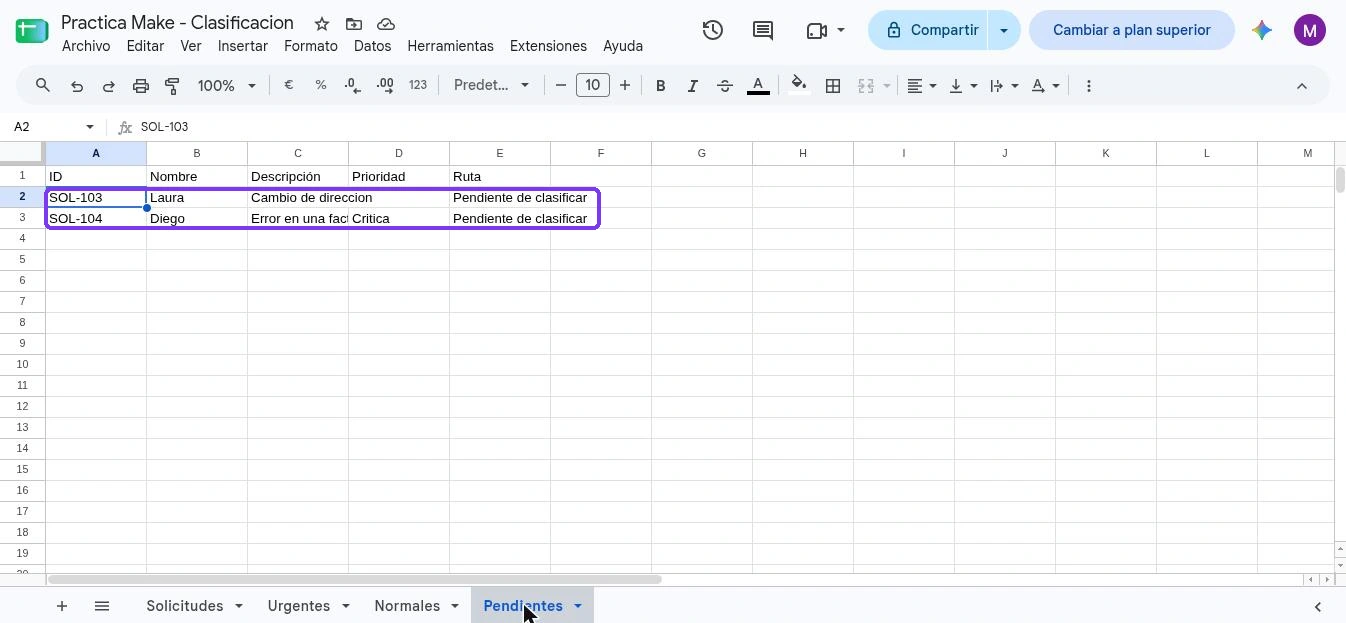 Practica Make - Clasificacion
Archivo Editar Ver Insertar Formato Datos Herramientas Extensiones Ayuda
Compartir
Cambiar a plan superior
M
100% € % .0 .00 123 Predet... 10 B I S A A
A2 fx SOL-103
A B C D E F G H I J K L M
1 ID Nombre Descripción Prioridad Ruta
2 SOL-103 Laura Cambio de direccion Pendiente de clasificar
3 SOL-104 Diego Error en una fact Critica Pendiente de clasificar
4
5
6
7
8
9
10
11
12
13
14
15
16
17
18
19
20
Solicitudes Urgentes Normales Pendientes